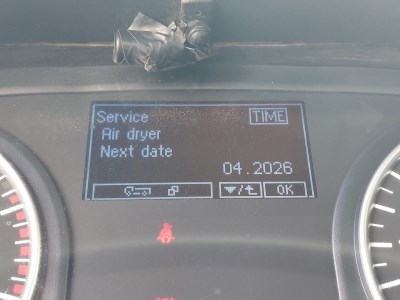 Service TIME
Air dryer
Next date
04.2026
OK